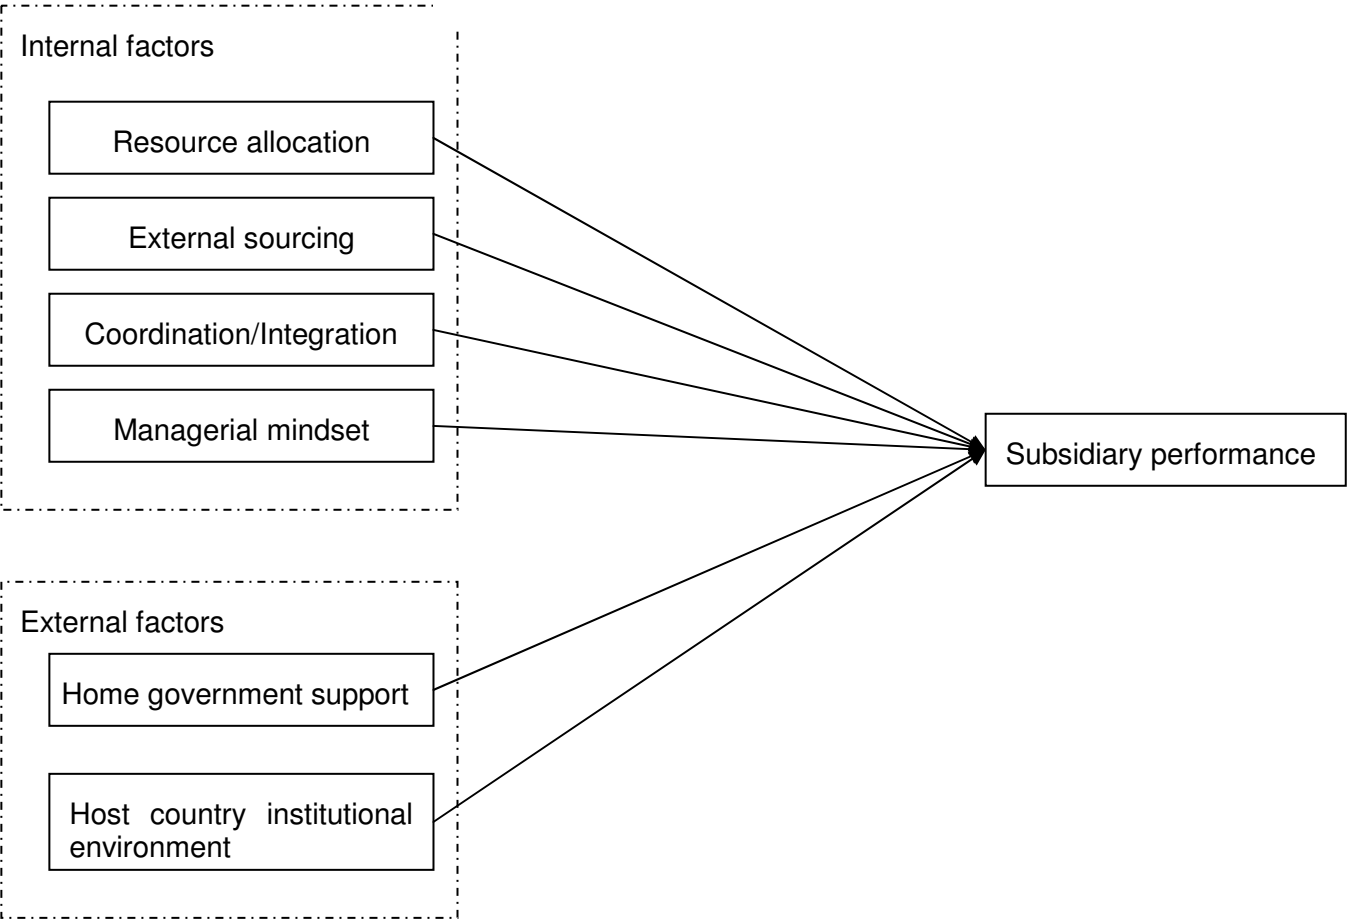 Internal factors
Resource allocation
External sourcing
Coordination/Integration
Managerial mindset
Subsidiary performance
External factors
Home government support
Host country institutional
environment